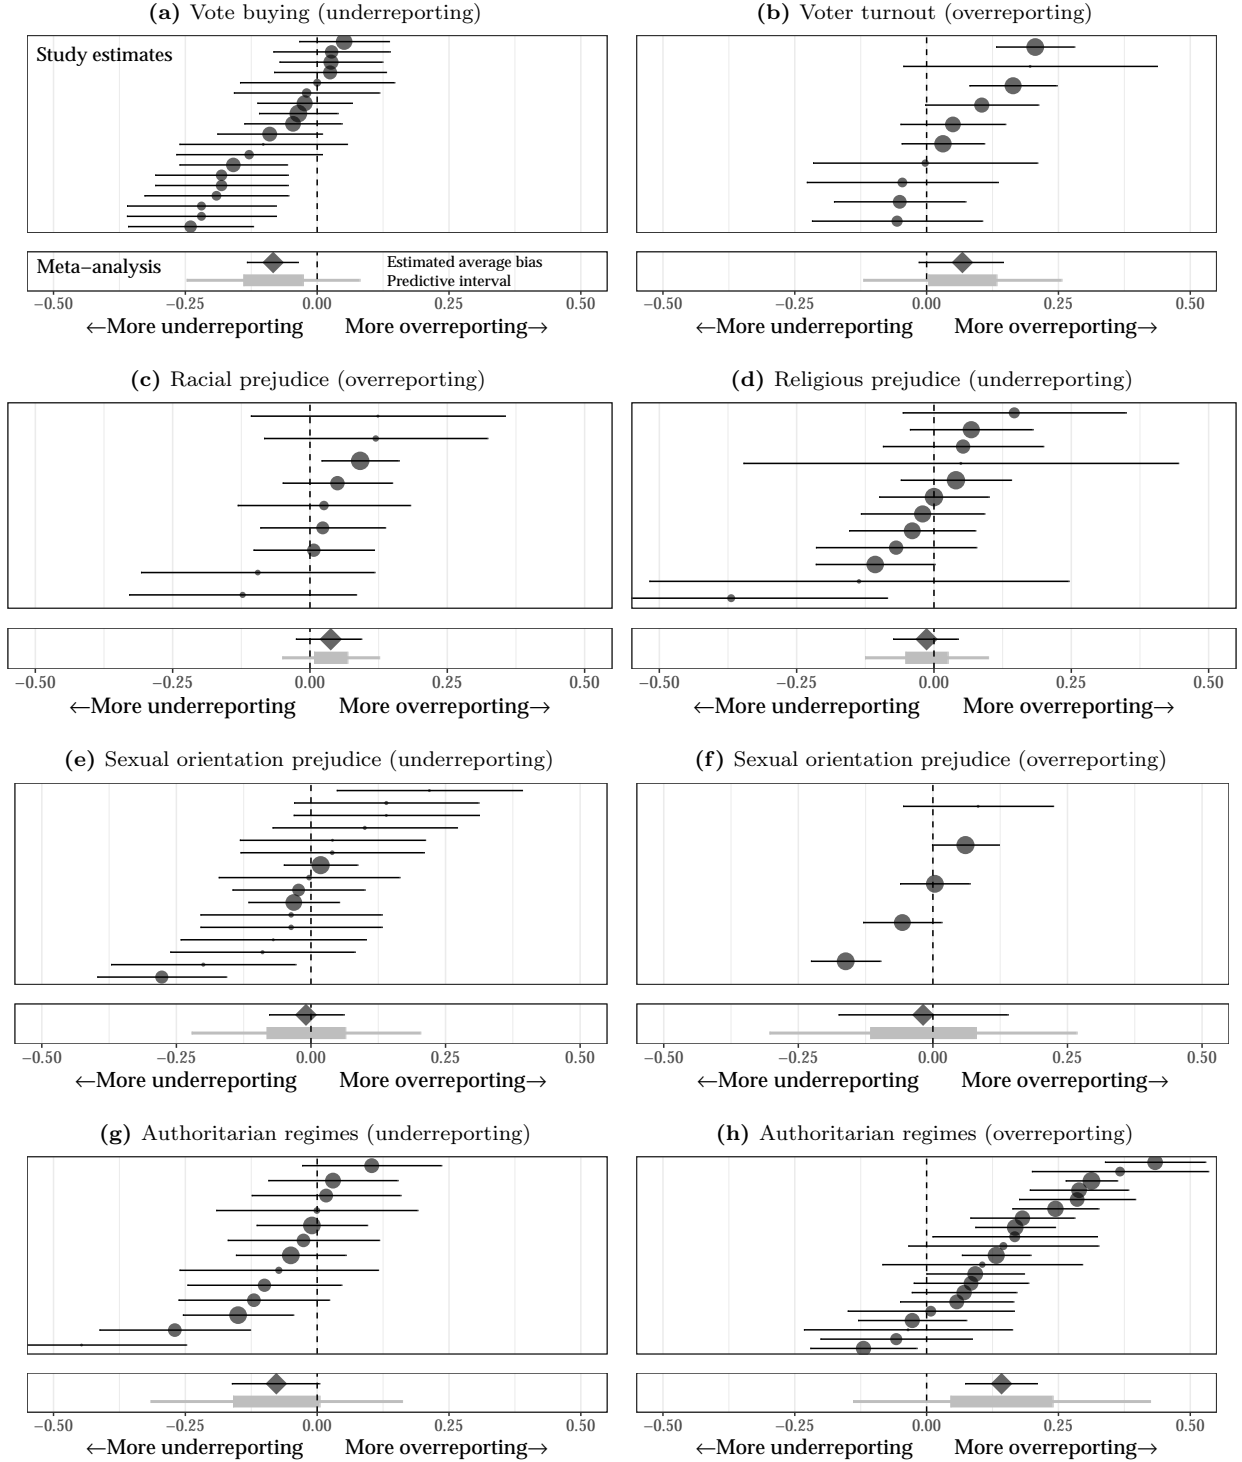 (a) Vote buying (underreporting)
Study estimates
Meta−analysis
Estimated average bias
Predictive interval
−0.50 −0.25 0.00 0.25 0.50
←More underreporting More overreporting→
(b) Voter turnout (overreporting)
−0.50 −0.25 0.00 0.25 0.50
←More underreporting More overreporting→
(c) Racial prejudice (overreporting)
−0.50 −0.25 0.00 0.25 0.50
←More underreporting More overreporting→
(d) Religious prejudice (underreporting)
−0.50 −0.25 0.00 0.25 0.50
←More underreporting More overreporting→
(e) Sexual orientation prejudice (underreporting)
−0.50 −0.25 0.00 0.25 0.50
←More underreporting More overreporting→
(f) Sexual orientation prejudice (overreporting)
−0.50 −0.25 0.00 0.25 0.50
←More underreporting More overreporting→
(g) Authoritarian regimes (underreporting)
−0.50 −0.25 0.00 0.25 0.50
←More underreporting More overreporting→
(h) Authoritarian regimes (overreporting)
−0.50 −0.25 0.00 0.25 0.50
←More underreporting More overreporting→